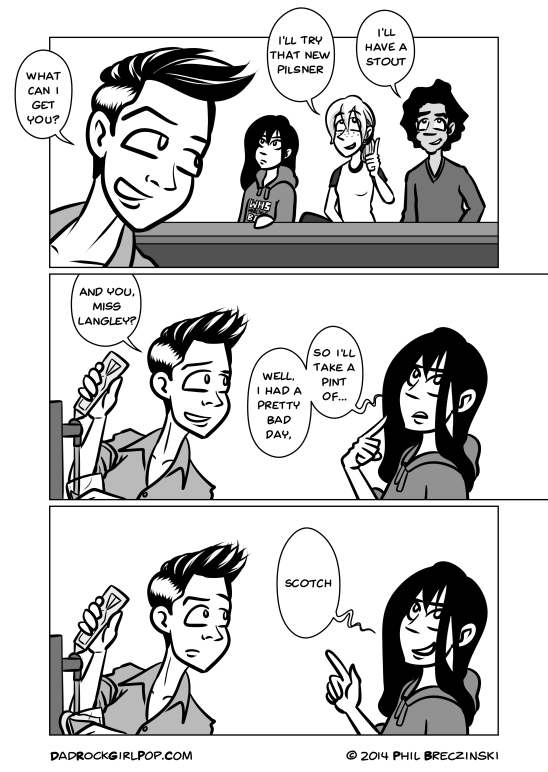 WHAT
CAN I
GET
YOU?
I'LL TRY
THAT NEW
PILSNER
I'LL
HAVE A
STOUT
WHS
AND YOU,
MISS
LANGLEY?
WELL,
I HAD A
PRETTY
BAD
DAY,
SO I'LL
TAKE A
PINT
OF...
SCOTCH
DADROCKGIRLPOP.COM
© 2014 PHIL BRECZINSKI